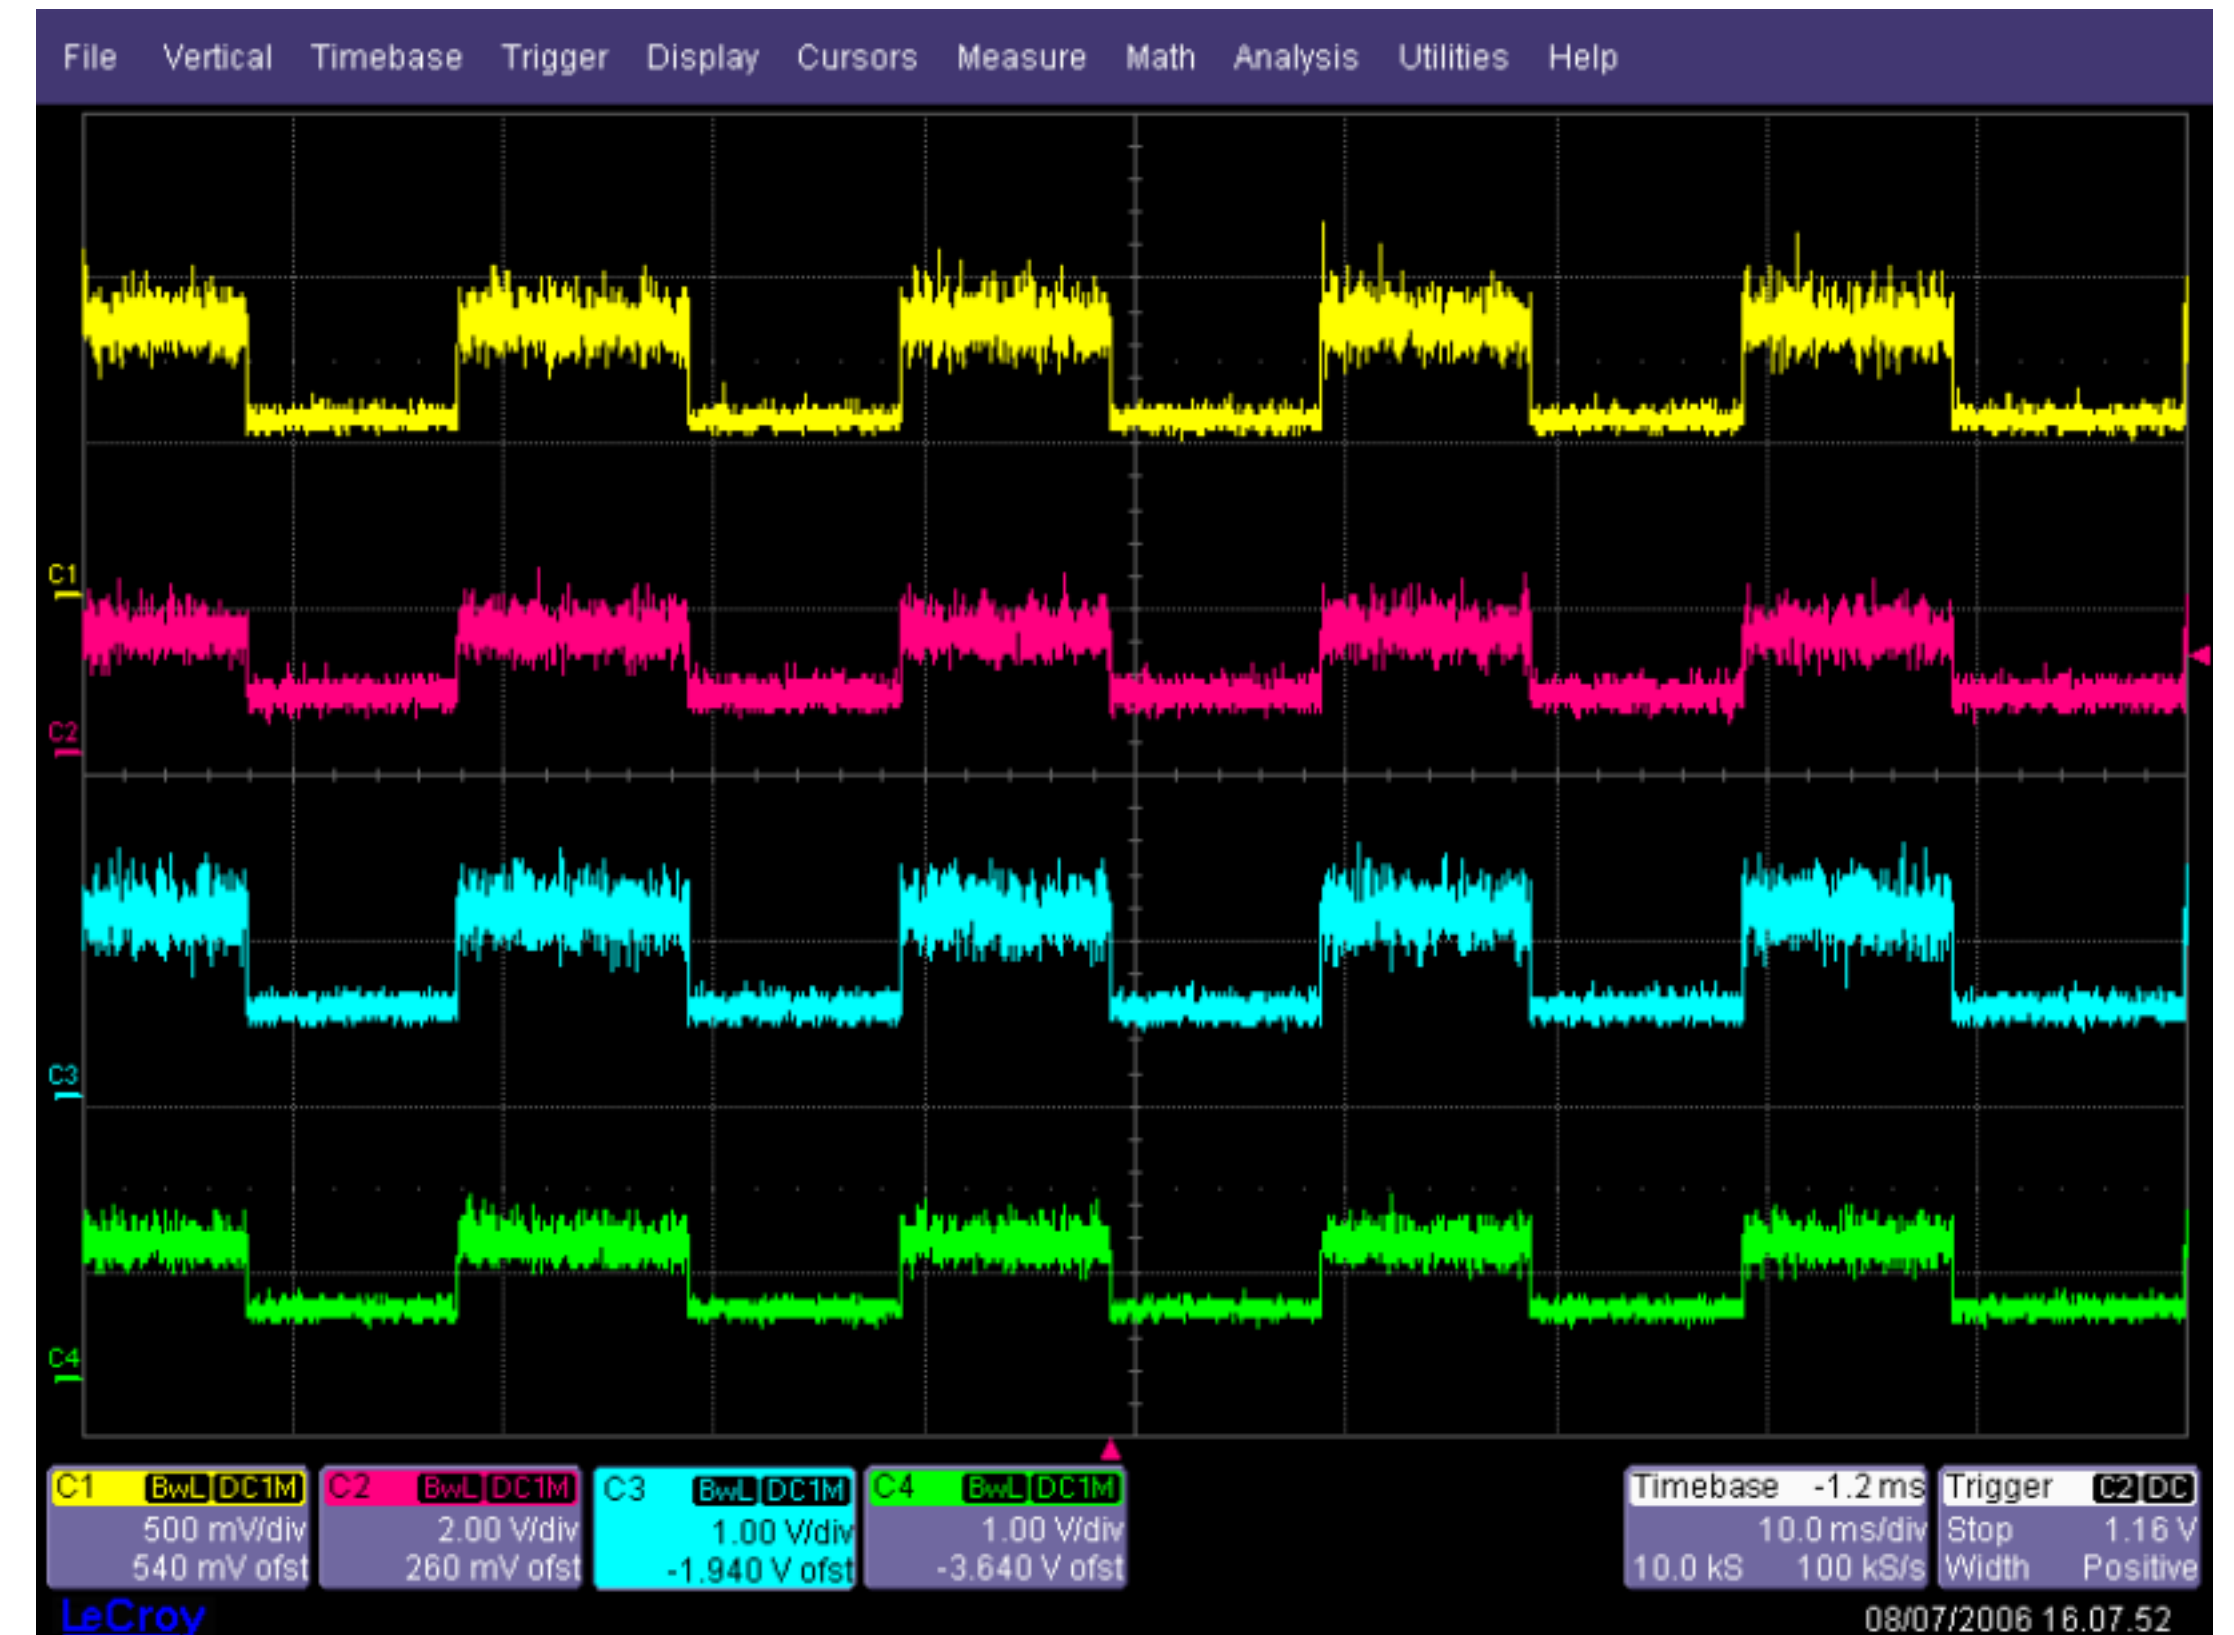 File Vertical Timebase Trigger Display Cursors Measure Math Analysis Utilities Help
C1
C2
C3
C4
C1 BwL DC1M
500 mV/div
540 mV ofst
C2 BwL DC1M
2.00 V/div
260 mV ofst
C3 BwL DC1M
1.00 V/div
-1.940 V ofst
C4 BwL DC1M
1.00 V/div
-3.640 V ofst
Timebase -1.2 ms
10.0 ms/div
10.0 kS 100 kS/s
Trigger C2 DC
Stop 1.16 V
Width Positive
LeCroy
08/07/2006 16.07.52